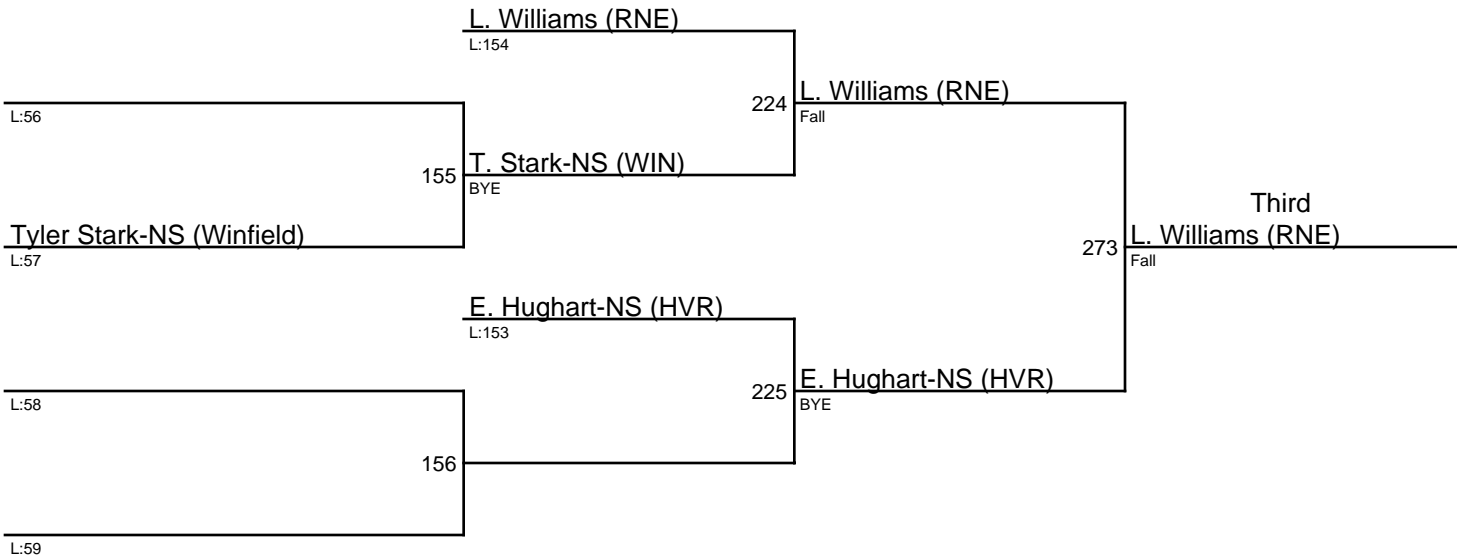 L. Williams (RNE)
L:154
L:56
224
L. Williams (RNE)
Fall
155
T. Stark-NS (WIN)
BYE
Tyler Stark-NS (Winfield)
L:57
Third
273
L. Williams (RNE)
Fall
E. Hughart-NS (HVR)
L:153
L:58
225
E. Hughart-NS (HVR)
BYE
156
L:59